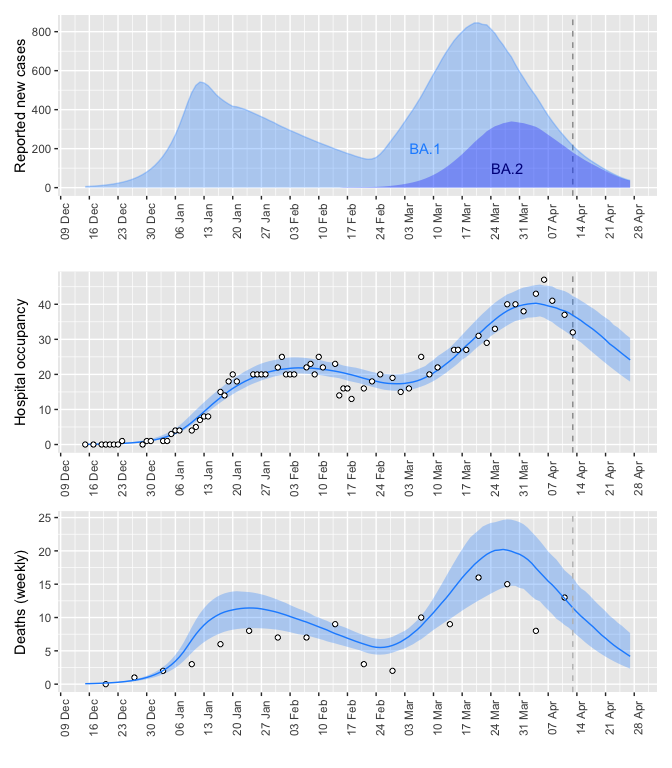 Reported new cases
800
600
400
200
0
BA.1
BA.2
09 Dec 16 Dec 23 Dec 30 Dec 06 Jan 13 Jan 20 Jan 27 Jan 03 Feb 10 Feb 17 Feb 24 Feb 03 Mar 10 Mar 17 Mar 24 Mar 31 Mar 07 Apr 14 Apr 21 Apr 28 Apr
Hospital occupancy
40
30
20
10
0
09 Dec 16 Dec 23 Dec 30 Dec 06 Jan 13 Jan 20 Jan 27 Jan 03 Feb 10 Feb 17 Feb 24 Feb 03 Mar 10 Mar 17 Mar 24 Mar 31 Mar 07 Apr 14 Apr 21 Apr 28 Apr
Deaths (weekly)
25
20
15
10
5
0
09 Dec 16 Dec 23 Dec 30 Dec 06 Jan 13 Jan 20 Jan 27 Jan 03 Feb 10 Feb 17 Feb 24 Feb 03 Mar 10 Mar 17 Mar 24 Mar 31 Mar 07 Apr 14 Apr 21 Apr 28 Apr